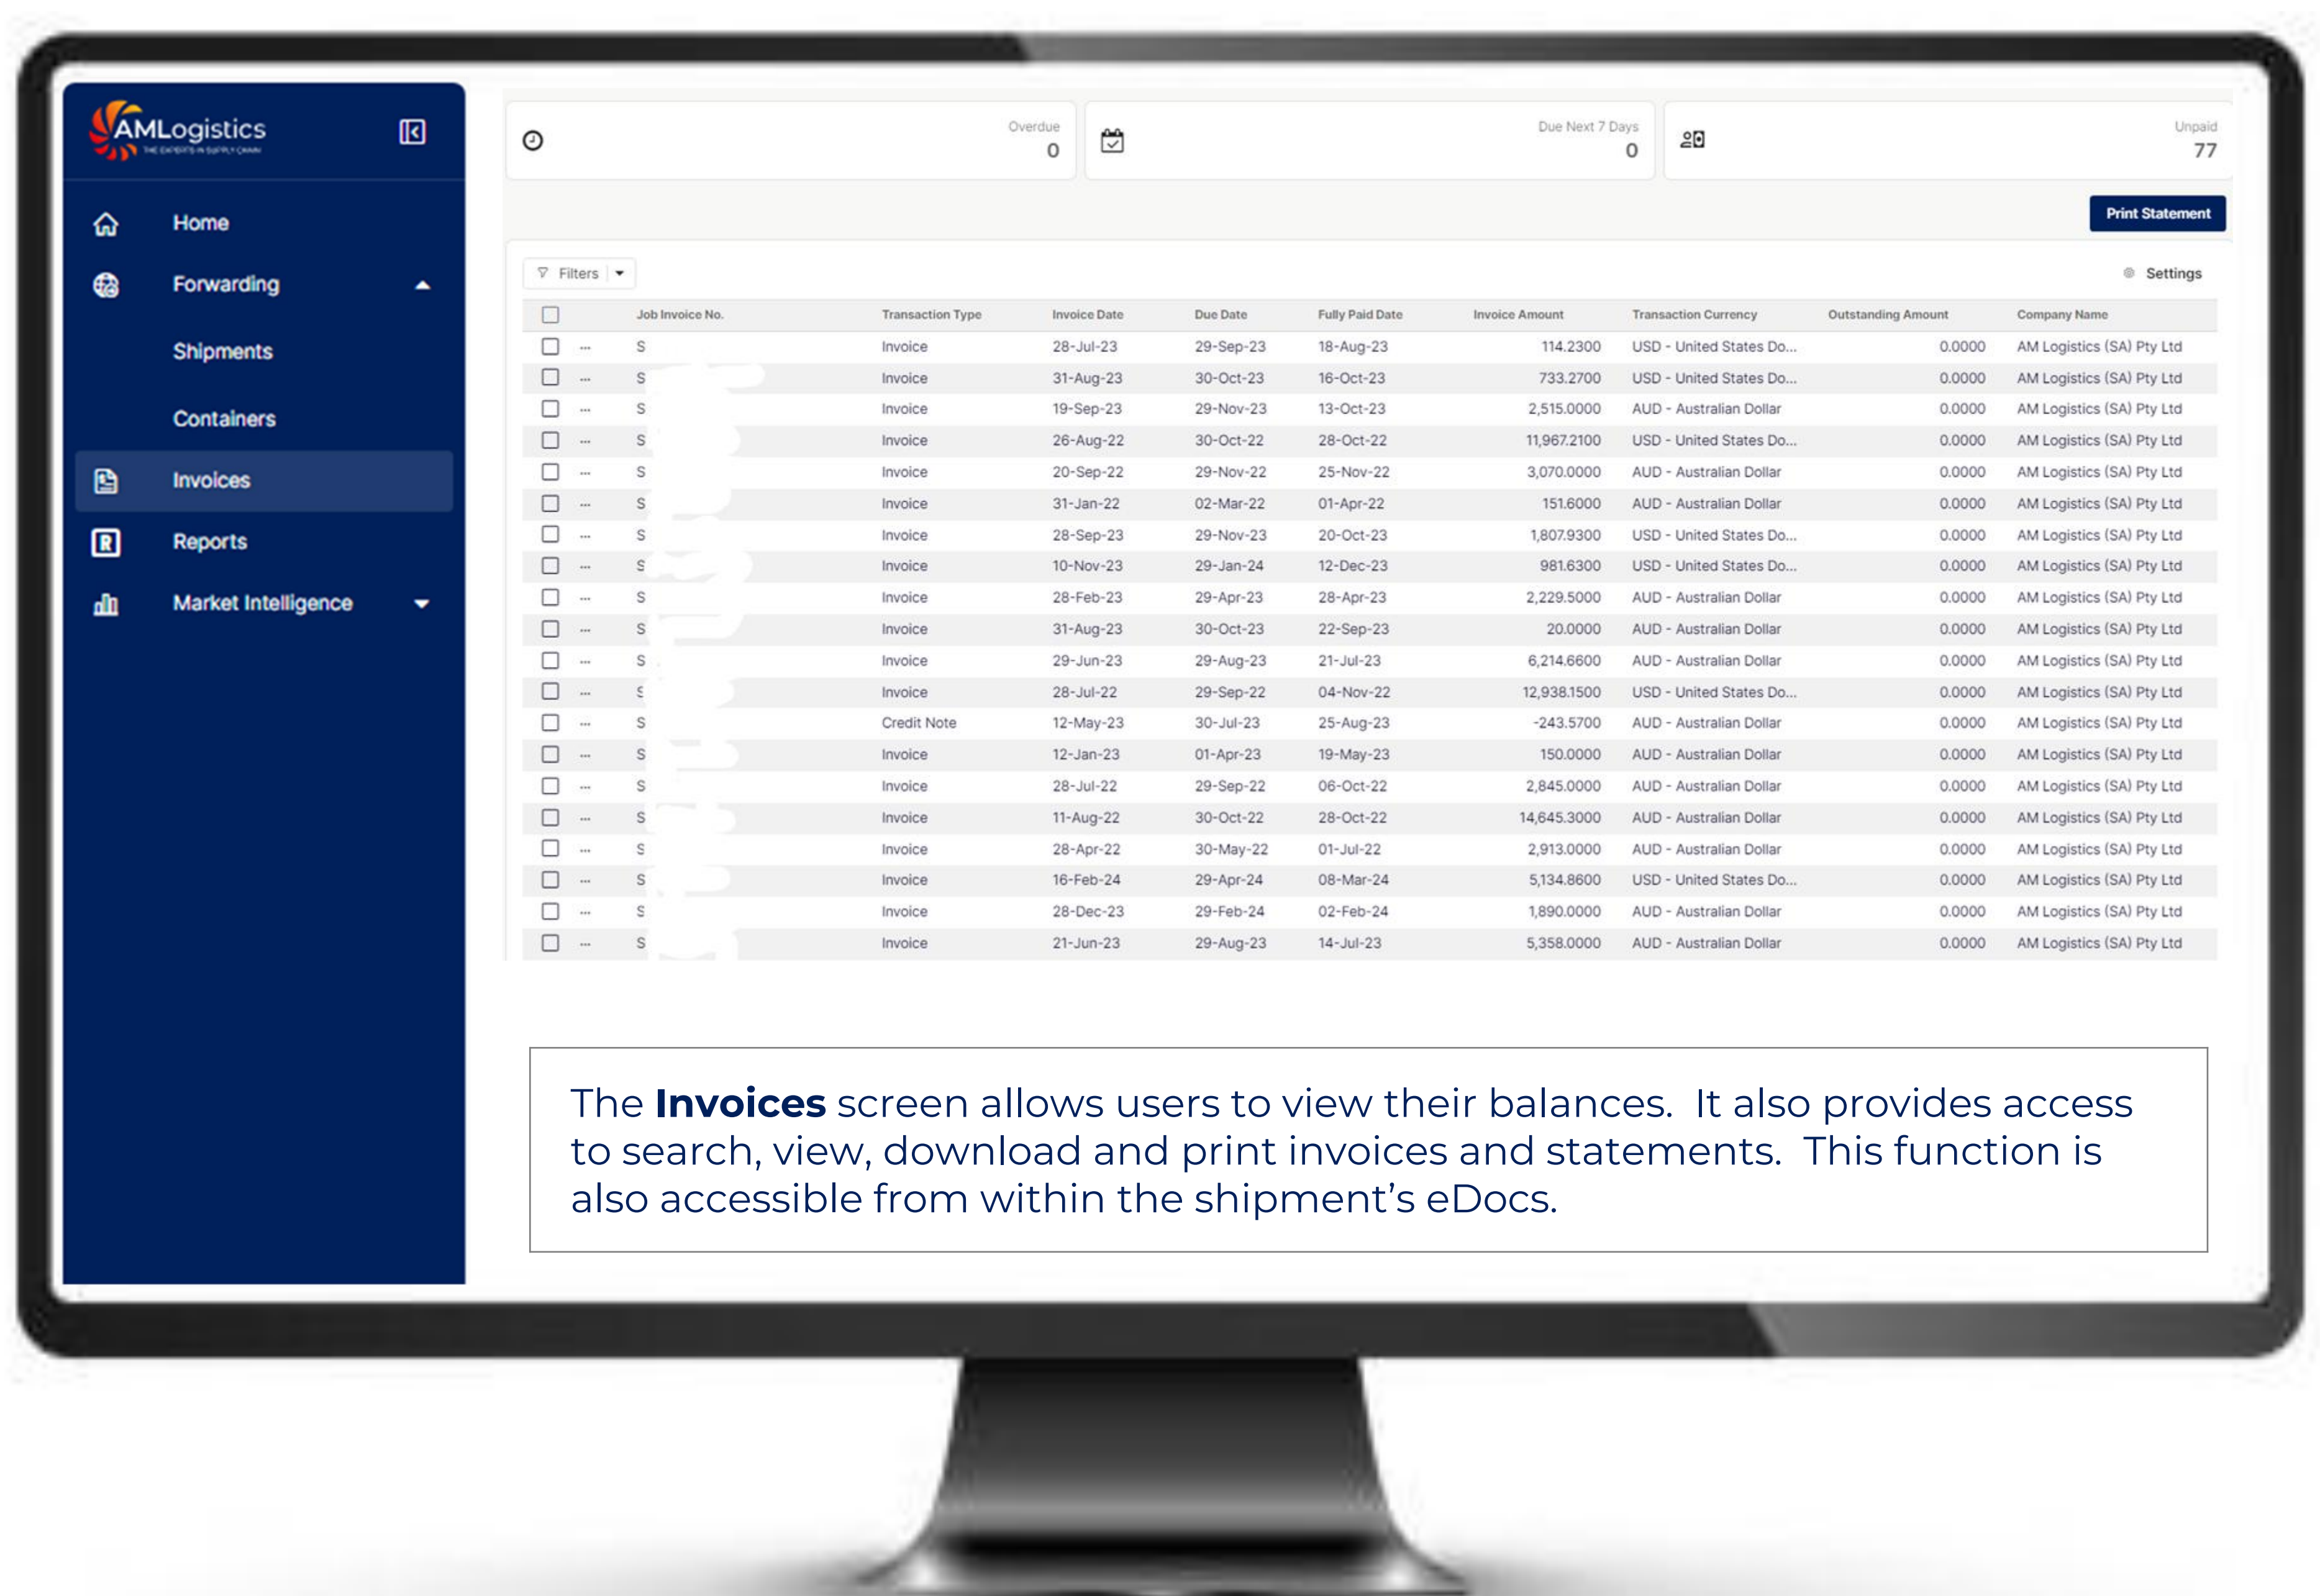 AMLogistics
THE EXPERTS IN SUPPLY CHAIN
Home
Forwarding
Shipments
Containers
Invoices
Reports
Market Intelligence
Overdue
0
Due Next 7 Days
0
Unpaid
77
Print Statement
Filters
Settings
Job Invoice No. Transaction Type Invoice Date Due Date Fully Paid Date Invoice Amount Transaction Currency Outstanding Amount Company Name
... S Invoice 28-Jul-23 29-Sep-23 18-Aug-23 114.2300 USD - United States Do... 0.0000 AM Logistics (SA) Pty Ltd
... S Invoice 31-Aug-23 30-Oct-23 16-Oct-23 733.2700 USD - United States Do... 0.0000 AM Logistics (SA) Pty Ltd
... S Invoice 19-Sep-23 29-Nov-23 13-Oct-23 2,515.0000 AUD - Australian Dollar 0.0000 AM Logistics (SA) Pty Ltd
... S Invoice 26-Aug-22 30-Oct-22 28-Oct-22 11,967.2100 USD - United States Do... 0.0000 AM Logistics (SA) Pty Ltd
... S Invoice 20-Sep-22 29-Nov-22 25-Nov-22 3,070.0000 AUD - Australian Dollar 0.0000 AM Logistics (SA) Pty Ltd
... S Invoice 31-Jan-22 02-Mar-22 01-Apr-22 151.6000 AUD - Australian Dollar 0.0000 AM Logistics (SA) Pty Ltd
... S Invoice 28-Sep-23 29-Nov-23 20-Oct-23 1,807.9300 USD - United States Do... 0.0000 AM Logistics (SA) Pty Ltd
... S Invoice 10-Nov-23 29-Jan-24 12-Dec-23 981.6300 USD - United States Do... 0.0000 AM Logistics (SA) Pty Ltd
... S Invoice 28-Feb-23 29-Apr-23 28-Apr-23 2,229.5000 AUD - Australian Dollar 0.0000 AM Logistics (SA) Pty Ltd
... S Invoice 31-Aug-23 30-Oct-23 22-Sep-23 20.0000 AUD - Australian Dollar 0.0000 AM Logistics (SA) Pty Ltd
... S Invoice 29-Jun-23 29-Aug-23 21-Jul-23 6,214.6600 AUD - Australian Dollar 0.0000 AM Logistics (SA) Pty Ltd
... S Invoice 28-Jul-22 29-Sep-22 04-Nov-22 12,938.1500 USD - United States Do... 0.0000 AM Logistics (SA) Pty Ltd
... S Credit Note 12-May-23 30-Jul-23 25-Aug-23 -243.5700 AUD - Australian Dollar 0.0000 AM Logistics (SA) Pty Ltd
... S Invoice 12-Jan-23 01-Apr-23 19-May-23 150.0000 AUD - Australian Dollar 0.0000 AM Logistics (SA) Pty Ltd
... S Invoice 28-Jul-22 29-Sep-22 06-Oct-22 2,845.0000 AUD - Australian Dollar 0.0000 AM Logistics (SA) Pty Ltd
... S Invoice 11-Aug-22 30-Oct-22 28-Oct-22 14,645.3000 AUD - Australian Dollar 0.0000 AM Logistics (SA) Pty Ltd
... S Invoice 28-Apr-22 30-May-22 01-Jul-22 2,913.0000 AUD - Australian Dollar 0.0000 AM Logistics (SA) Pty Ltd
... S Invoice 16-Feb-24 29-Apr-24 08-Mar-24 5,134.8600 USD - United States Do... 0.0000 AM Logistics (SA) Pty Ltd
... S Invoice 28-Dec-23 29-Feb-24 02-Feb-24 1,890.0000 AUD - Australian Dollar 0.0000 AM Logistics (SA) Pty Ltd
... S Invoice 21-Jun-23 29-Aug-23 14-Jul-23 5,358.0000 AUD - Australian Dollar 0.0000 AM Logistics (SA) Pty Ltd
The Invoices screen allows users to view their balances. It also provides access
to search, view, download and print invoices and statements. This function is
also accessible from within the shipment’s eDocs.